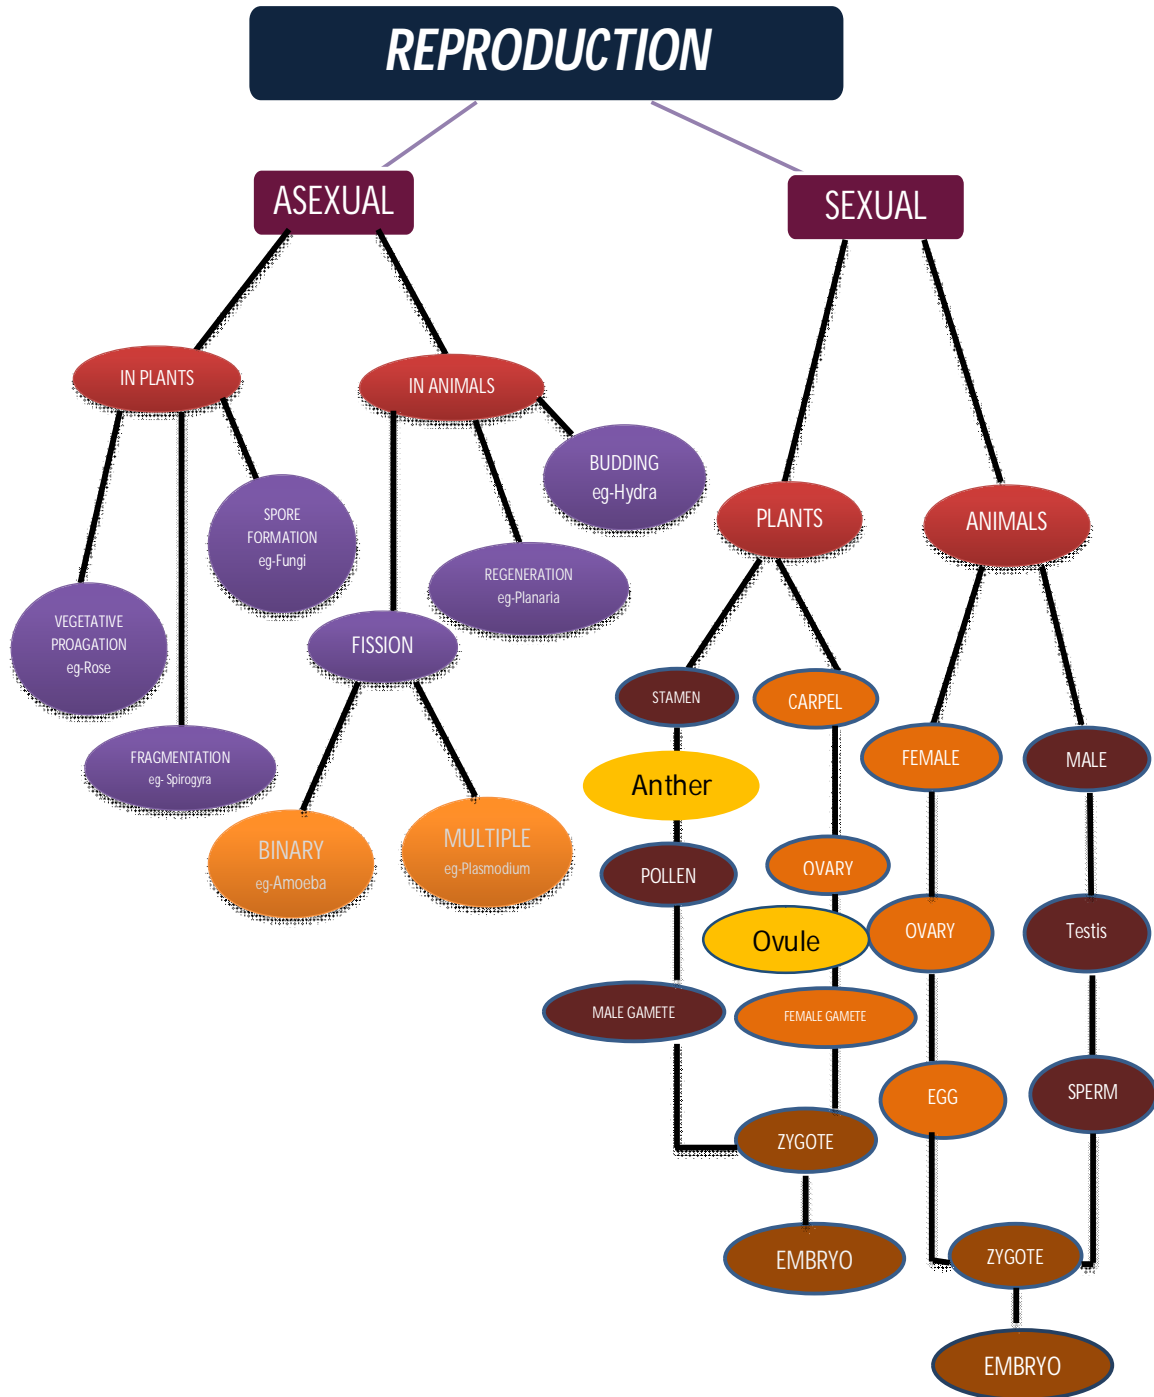 REPRODUCTION
ASEXUAL
SEXUAL
IN PLANTS
IN ANIMALS
BUDDING
eg-Hydra
SPORE
FORMATION
eg-Fungi
REGENERATION
eg-Planaria
VEGETATIVE
PROAGATION
eg-Rose
FISSION
FRAGMENTATION
eg- Spirogyra
BINARY
eg-Amoeba
MULTIPLE
eg-Plasmodium
PLANTS
ANIMALS
STAMEN
CARPEL
Anther
POLLEN
OVARY
Ovule
MALE GAMETE
FEMALE GAMETE
ZYGOTE
EMBRYO
FEMALE
MALE
OVARY
Testis
EGG
SPERM
ZYGOTE
EMBRYO